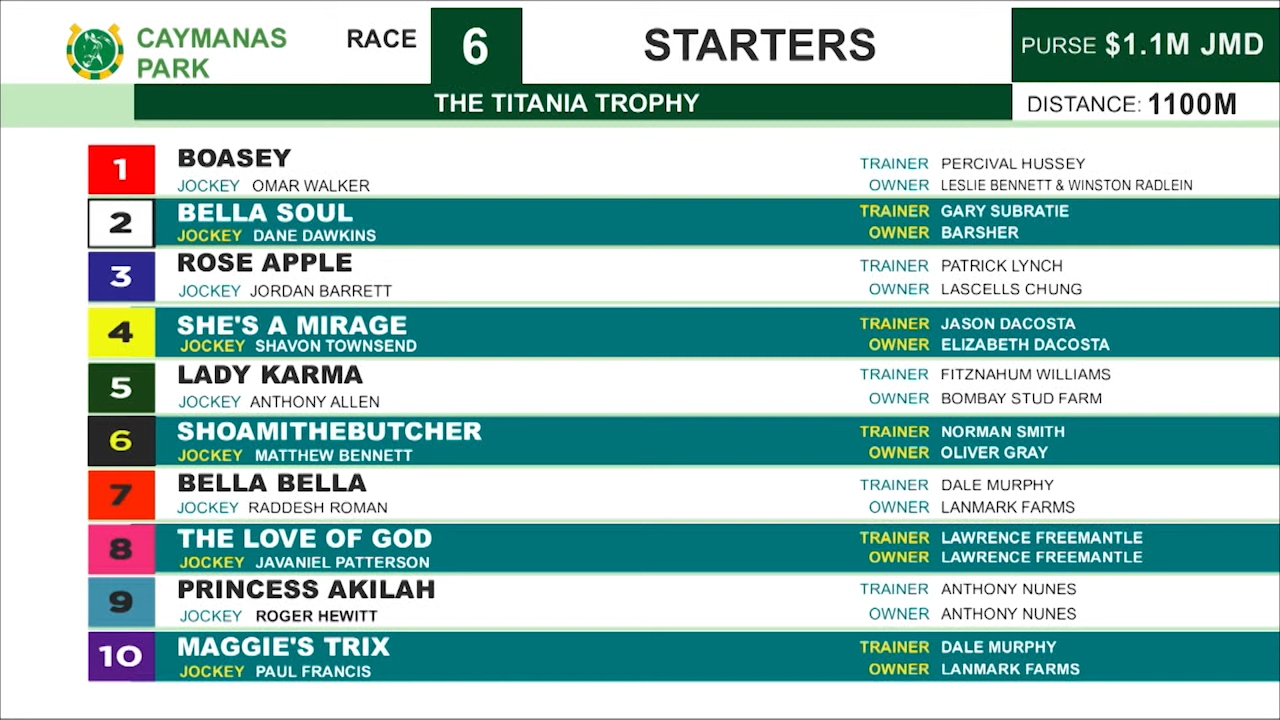 CAYMANAS PARK
RACE 6 STARTERS PURSE $1.1M JMD
THE TITANIA TROPHY DISTANCE: 1100M
1 BOASEY TRAINER PERCIVAL HUSSEY
JOCKEY OMAR WALKER OWNER LESLIE BENNETT & WINSTON RADLEIN
2 BELLA SOUL TRAINER GARY SUBRATIE
JOCKEY DANE DAWKINS OWNER BARSHER
3 ROSE APPLE TRAINER PATRICK LYNCH
JOCKEY JORDAN BARRETT OWNER LASCELLS CHUNG
4 SHE'S A MIRAGE TRAINER JASON DACOSTA
JOCKEY SHAVON TOWNSEND OWNER ELIZABETH DACOSTA
5 LADY KARMA TRAINER FITZNAHUM WILLIAMS
JOCKEY ANTHONY ALLEN OWNER BOMBAY STUD FARM
6 SHOAMITHEBUTCHER TRAINER NORMAN SMITH
JOCKEY MATTHEW BENNETT OWNER OLIVER GRAY
7 BELLA BELLA TRAINER DALE MURPHY
JOCKEY RADDESH ROMAN OWNER LANMARK FARMS
8 THE LOVE OF GOD TRAINER LAWRENCE FREEMANTLE
JOCKEY JAVANIEL PATTERSON OWNER LAWRENCE FREEMANTLE
9 PRINCESS AKILAH TRAINER ANTHONY NUNES
JOCKEY ROGER HEWITT OWNER ANTHONY NUNES
10 MAGGIE'S TRIX TRAINER DALE MURPHY
JOCKEY PAUL FRANCIS OWNER LANMARK FARMS